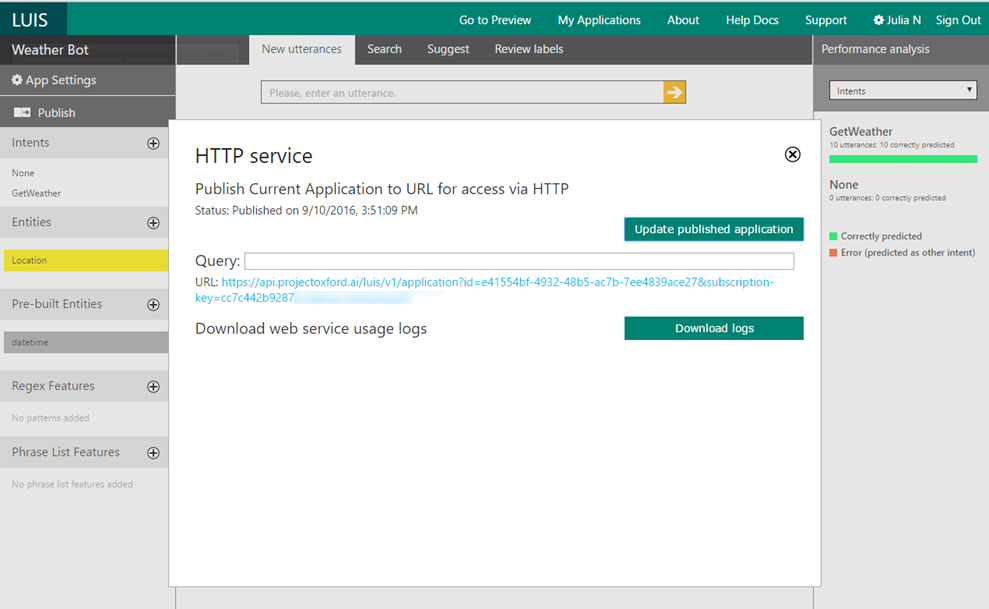 LUIS
Go to Preview
My Applications
About
Help Docs
Support
Julia N
Sign Out
Weather Bot
New utterances
Search
Suggest
Review labels
Performance analysis
App Settings
Please, enter an utterance.
Intents
Publish
Intents
None
GetWeather
Entities
Location
Pre-built Entities
datetime
Regex Features
No patterns added
Phrase List Features
No phrase list features added
HTTP service
Publish Current Application to URL for access via HTTP
Status: Published on 9/10/2016, 3:51:09 PM
Update published application
Query:
URL: https://api.projectoxford.ai/luis/v1/application?id=e41554bf-4932-48b5-ac7b-7ee4839ace27&subscription-
key=cc7c442b9287
Download web service usage logs
Download logs
GetWeather
10 utterances: 10 correctly predicted
None
0 utterances: 0 correctly predicted
Correctly predicted
Error (predicted as other intent)